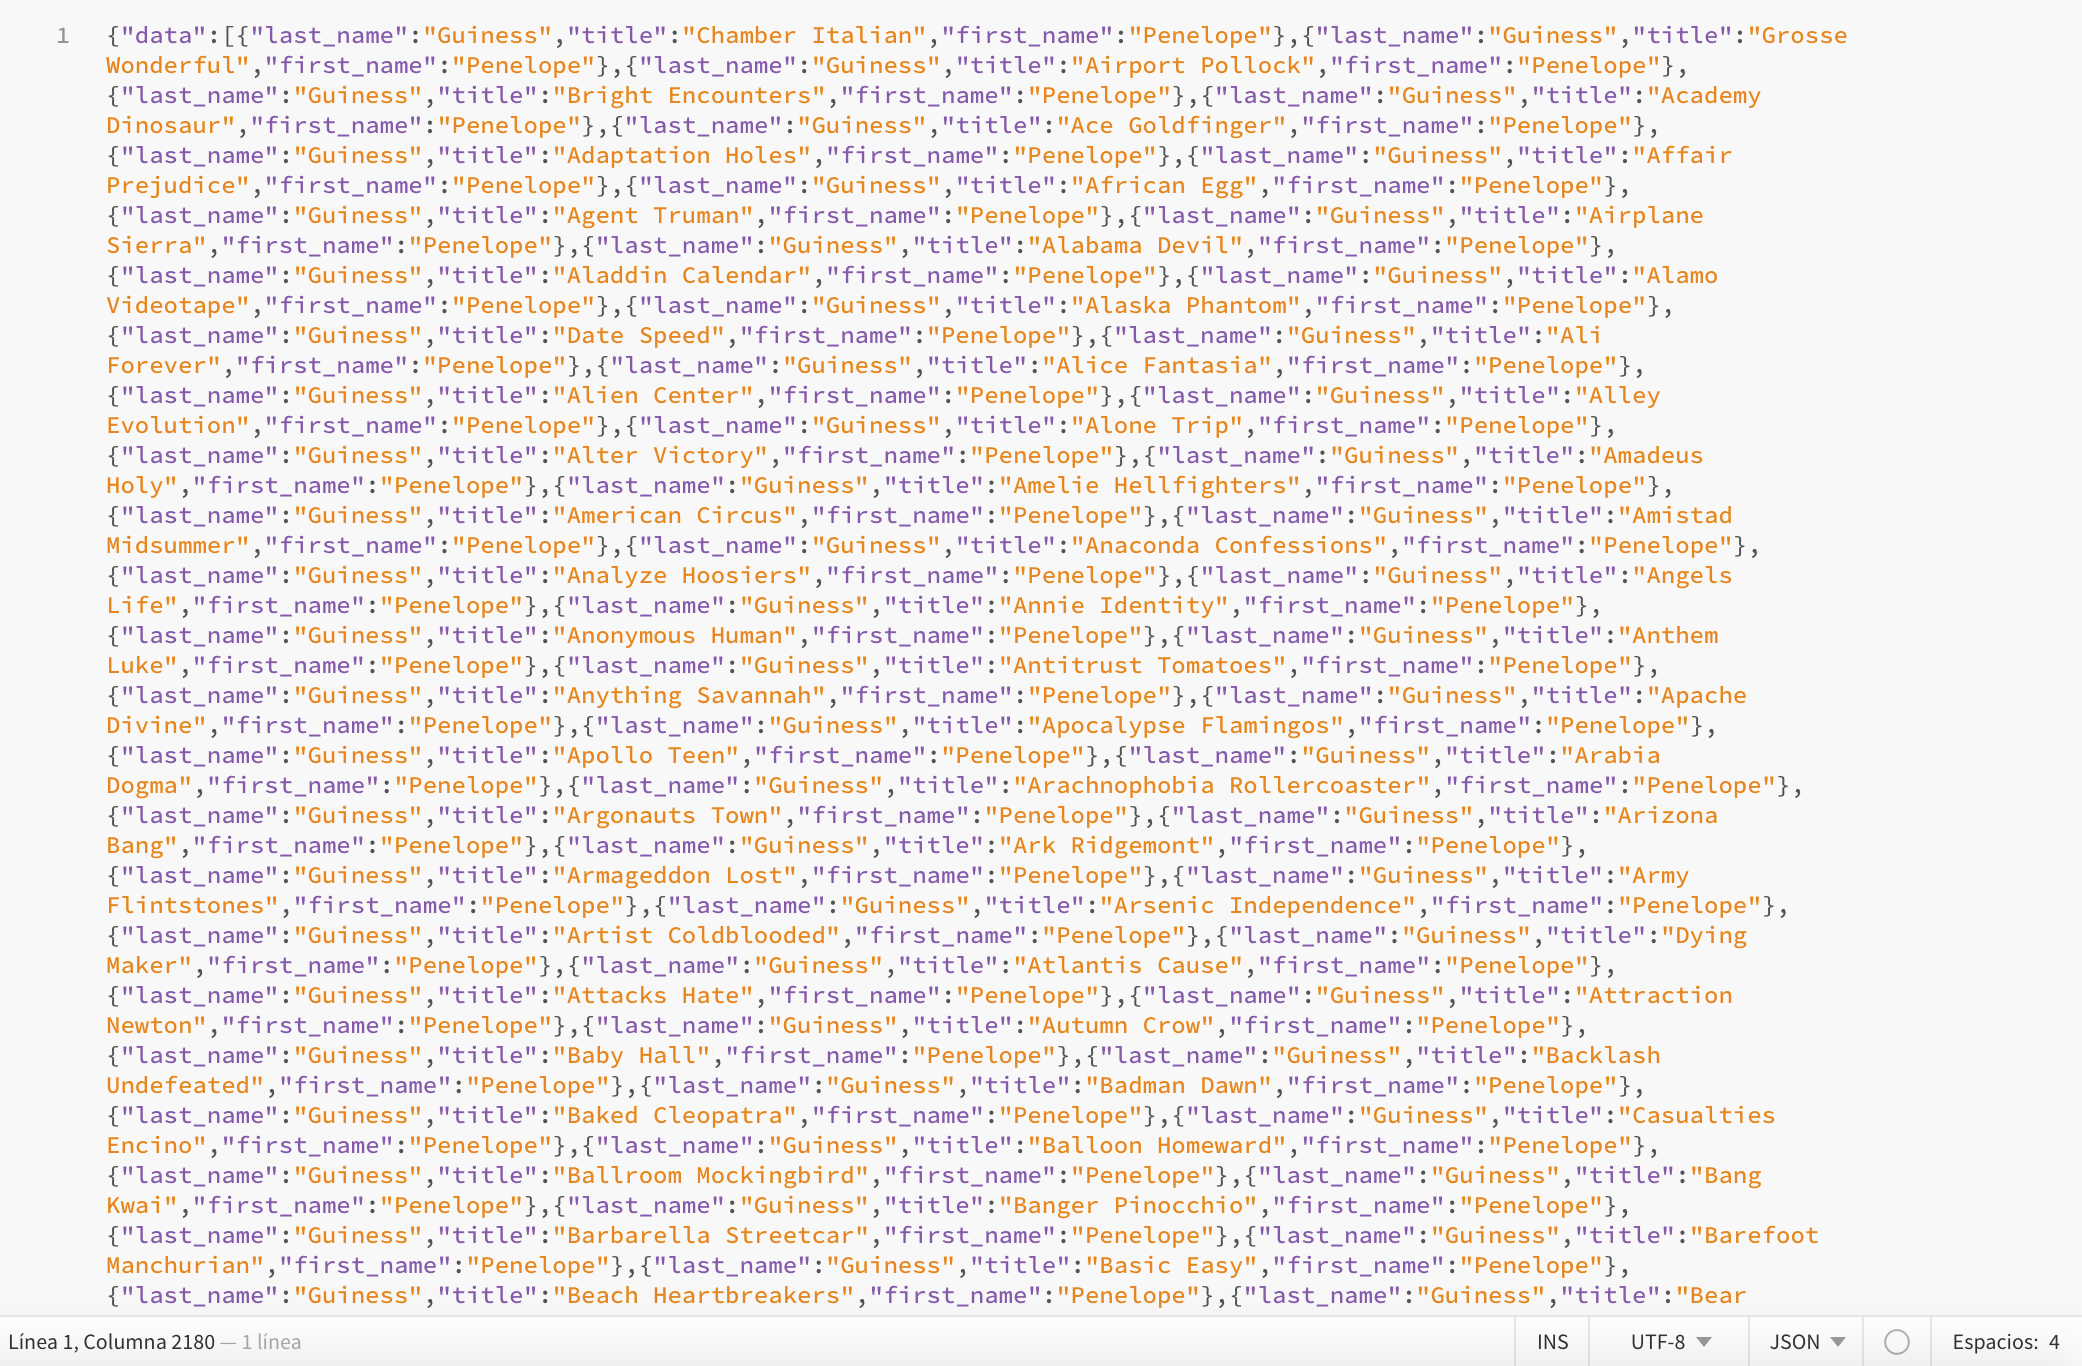 1 {"data":[{"last_name":"Guiness","title":"Chamber Italian","first_name":"Penelope"},{"last_name":"Guiness","title":"Grosse
Wonderful","first_name":"Penelope"},{"last_name":"Guiness","title":"Airport Pollock","first_name":"Penelope"},
{"last_name":"Guiness","title":"Bright Encounters","first_name":"Penelope"},{"last_name":"Guiness","title":"Academy
Dinosaur","first_name":"Penelope"},{"last_name":"Guiness","title":"Ace Goldfinger","first_name":"Penelope"},
{"last_name":"Guiness","title":"Adaptation Holes","first_name":"Penelope"},{"last_name":"Guiness","title":"Affair
Prejudice","first_name":"Penelope"},{"last_name":"Guiness","title":"African Egg","first_name":"Penelope"},
{"last_name":"Guiness","title":"Agent Truman","first_name":"Penelope"},{"last_name":"Guiness","title":"Airplane
Sierra","first_name":"Penelope"},{"last_name":"Guiness","title":"Alabama Devil","first_name":"Penelope"},
{"last_name":"Guiness","title":"Aladdin Calendar","first_name":"Penelope"},{"last_name":"Guiness","title":"Alamo
Videotape","first_name":"Penelope"},{"last_name":"Guiness","title":"Alaska Phantom","first_name":"Penelope"},
{"last_name":"Guiness","title":"Date Speed","first_name":"Penelope"},{"last_name":"Guiness","title":"Ali
Forever","first_name":"Penelope"},{"last_name":"Guiness","title":"Alice Fantasia","first_name":"Penelope"},
{"last_name":"Guiness","title":"Alien Center","first_name":"Penelope"},{"last_name":"Guiness","title":"Alley
Evolution","first_name":"Penelope"},{"last_name":"Guiness","title":"Alone Trip","first_name":"Penelope"},
{"last_name":"Guiness","title":"Alter Victory","first_name":"Penelope"},{"last_name":"Guiness","title":"Amadeus
Holy","first_name":"Penelope"},{"last_name":"Guiness","title":"Amelie Hellfighters","first_name":"Penelope"},
{"last_name":"Guiness","title":"American Circus","first_name":"Penelope"},{"last_name":"Guiness","title":"Amistad
Midsummer","first_name":"Penelope"},{"last_name":"Guiness","title":"Anaconda Confessions","first_name":"Penelope"},
{"last_name":"Guiness","title":"Analyze Hoosiers","first_name":"Penelope"},{"last_name":"Guiness","title":"Angels
Life","first_name":"Penelope"},{"last_name":"Guiness","title":"Annie Identity","first_name":"Penelope"},
{"last_name":"Guiness","title":"Anonymous Human","first_name":"Penelope"},{"last_name":"Guiness","title":"Anthem
Luke","first_name":"Penelope"},{"last_name":"Guiness","title":"Antitrust Tomatoes","first_name":"Penelope"},
{"last_name":"Guiness","title":"Anything Savannah","first_name":"Penelope"},{"last_name":"Guiness","title":"Apache
Divine","first_name":"Penelope"},{"last_name":"Guiness","title":"Apocalypse Flamingos","first_name":"Penelope"},
{"last_name":"Guiness","title":"Apollo Teen","first_name":"Penelope"},{"last_name":"Guiness","title":"Arabia
Dogma","first_name":"Penelope"},{"last_name":"Guiness","title":"Arachnophobia Rollercoaster","first_name":"Penelope"},
{"last_name":"Guiness","title":"Argonauts Town","first_name":"Penelope"},{"last_name":"Guiness","title":"Arizona
Bang","first_name":"Penelope"},{"last_name":"Guiness","title":"Ark Ridgemont","first_name":"Penelope"},
{"last_name":"Guiness","title":"Armageddon Lost","first_name":"Penelope"},{"last_name":"Guiness","title":"Army
Flintstones","first_name":"Penelope"},{"last_name":"Guiness","title":"Arsenic Independence","first_name":"Penelope"},
{"last_name":"Guiness","title":"Artist Coldblooded","first_name":"Penelope"},{"last_name":"Guiness","title":"Dying
Maker","first_name":"Penelope"},{"last_name":"Guiness","title":"Atlantis Cause","first_name":"Penelope"},
{"last_name":"Guiness","title":"Attacks Hate","first_name":"Penelope"},{"last_name":"Guiness","title":"Attraction
Newton","first_name":"Penelope"},{"last_name":"Guiness","title":"Autumn Crow","first_name":"Penelope"},
{"last_name":"Guiness","title":"Baby Hall","first_name":"Penelope"},{"last_name":"Guiness","title":"Backlash
Undefeated","first_name":"Penelope"},{"last_name":"Guiness","title":"Badman Dawn","first_name":"Penelope"},
{"last_name":"Guiness","title":"Baked Cleopatra","first_name":"Penelope"},{"last_name":"Guiness","title":"Casualties
Encino","first_name":"Penelope"},{"last_name":"Guiness","title":"Balloon Homeward","first_name":"Penelope"},
{"last_name":"Guiness","title":"Ballroom Mockingbird","first_name":"Penelope"},{"last_name":"Guiness","title":"Bang
Kwai","first_name":"Penelope"},{"last_name":"Guiness","title":"Banger Pinocchio","first_name":"Penelope"},
{"last_name":"Guiness","title":"Barbarella Streetcar","first_name":"Penelope"},{"last_name":"Guiness","title":"Barefoot
Manchurian","first_name":"Penelope"},{"last_name":"Guiness","title":"Basic Easy","first_name":"Penelope"},
{"last_name":"Guiness","title":"Beach Heartbreakers","first_name":"Penelope"},{"last_name":"Guiness","title":"Bear
Línea 1, Columna 2180 — 1 línea INS UTF-8 JSON Espacios: 4